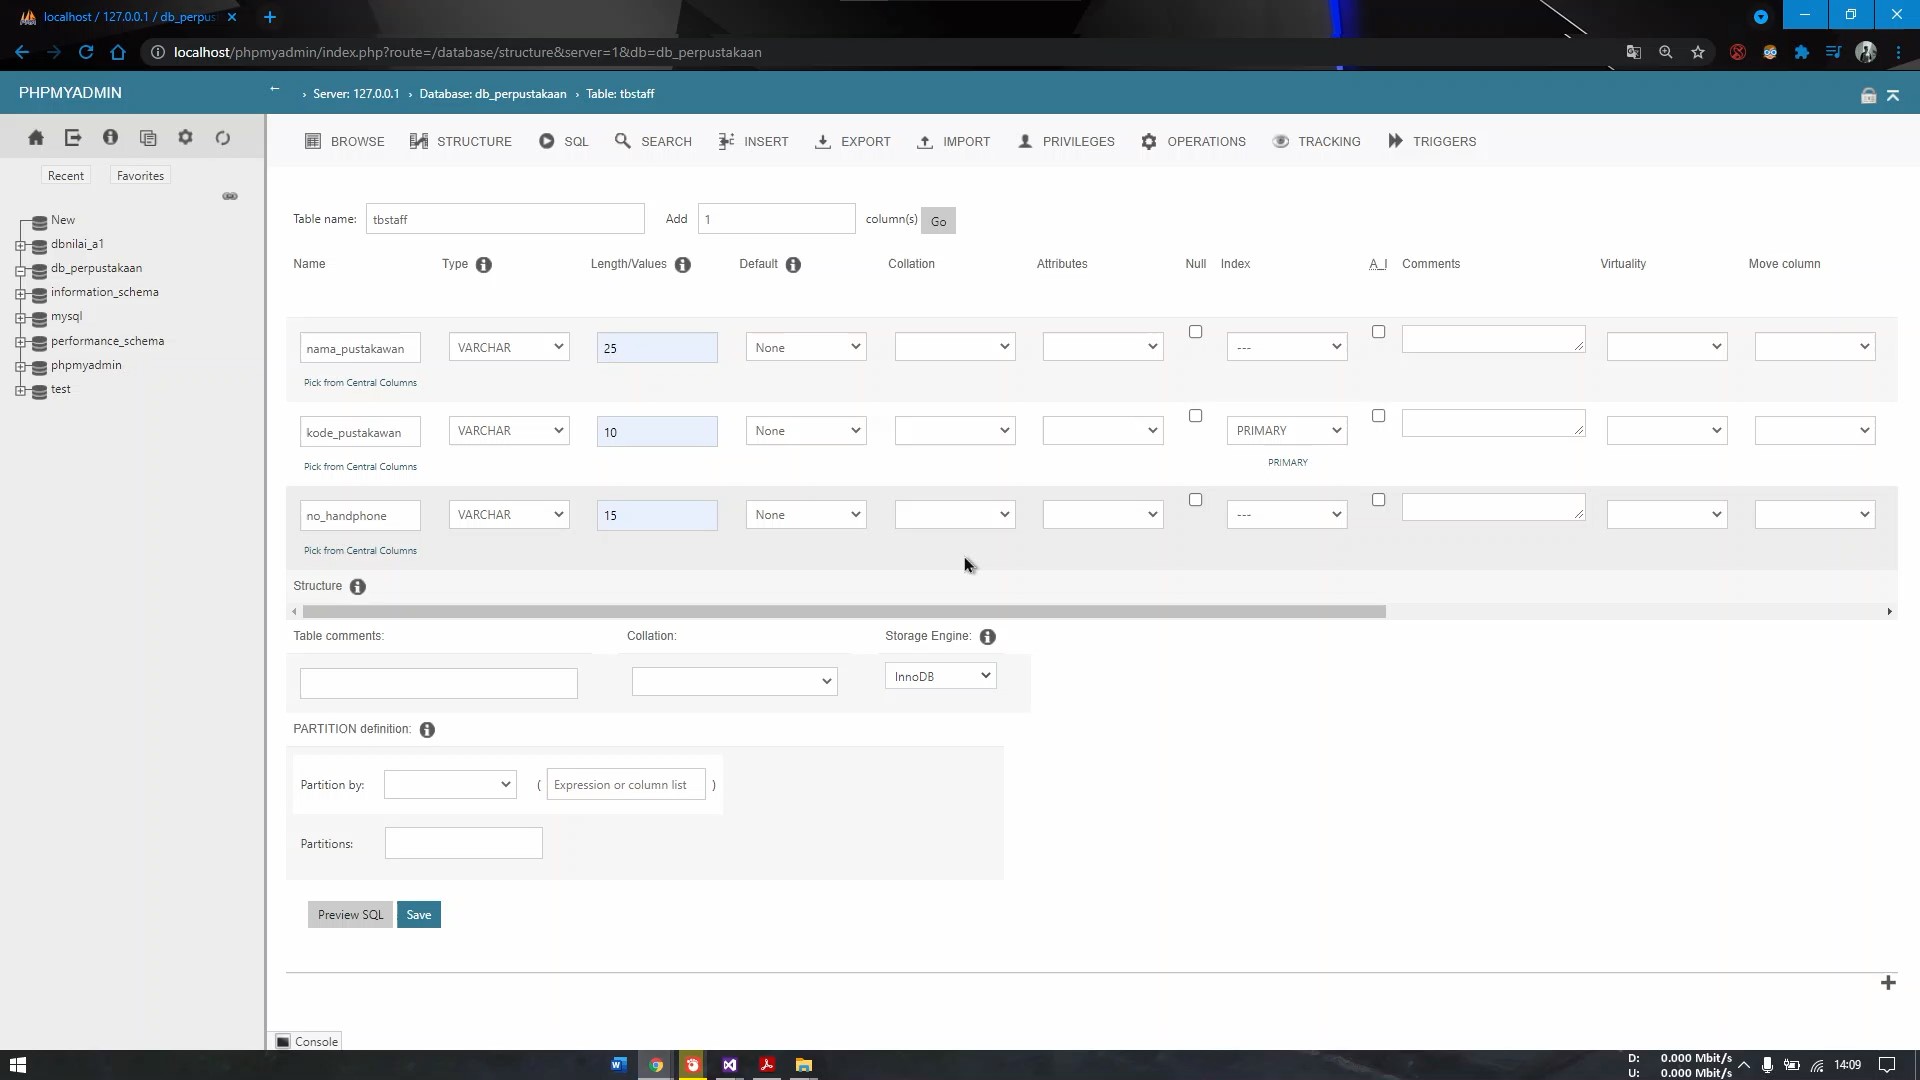 localhost / 127.0.0.1 / db_perpus
localhost/phpmyadmin/index.php?route=/database/structure&server=1&db=db_perpustakaan
PHPMYADMIN
Server: 127.0.0.1 › Database: db_perpustakaan › Table: tbstaff
BROWSE STRUCTURE SQL SEARCH INSERT EXPORT IMPORT PRIVILEGES OPERATIONS TRACKING TRIGGERS
Recent Favorites
New
dbnilai_a1
db_perpustakaan
information_schema
mysql
performance_schema
phpmyadmin
test
Table name: tbstaff Add 1 column(s) Go
Name Type Length/Values Default Collation Attributes Null Index A_I Comments Virtuality Move column
nama_pustakawan VARCHAR 25 None ---
Pick from Central Columns
kode_pustakawan VARCHAR 10 None PRIMARY
Pick from Central Columns PRIMARY
no_handphone VARCHAR 15 None ---
Pick from Central Columns
Structure
Table comments: Collation: Storage Engine:
InnoDB
PARTITION definition:
Partition by: ( Expression or column list )
Partitions:
Preview SQL Save
Console
D: 0.000 Mbit/s
U: 0.000 Mbit/s
14:09